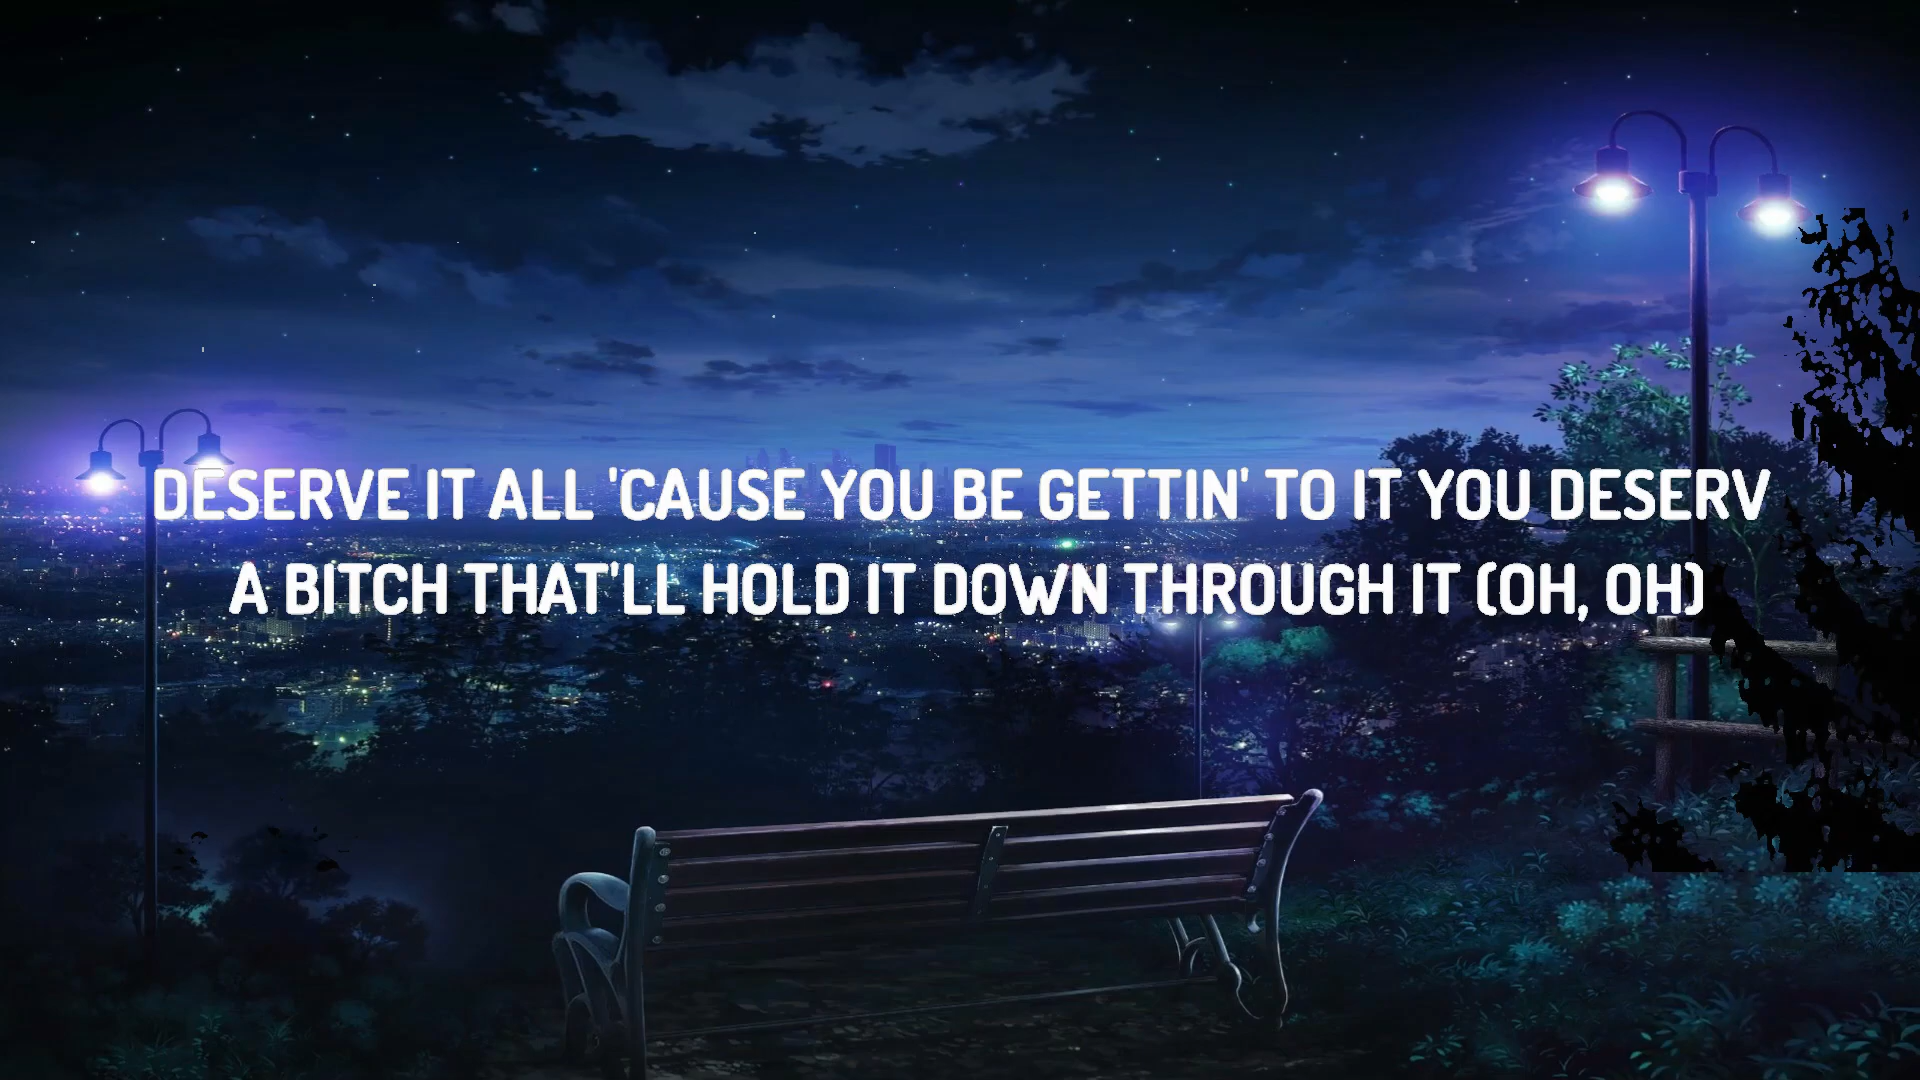 DESERVE IT ALL 'CAUSE YOU BE GETTIN' TO IT YOU DESERV
A BITCH THAT'LL HOLD IT DOWN THROUGH IT (OH, OH)